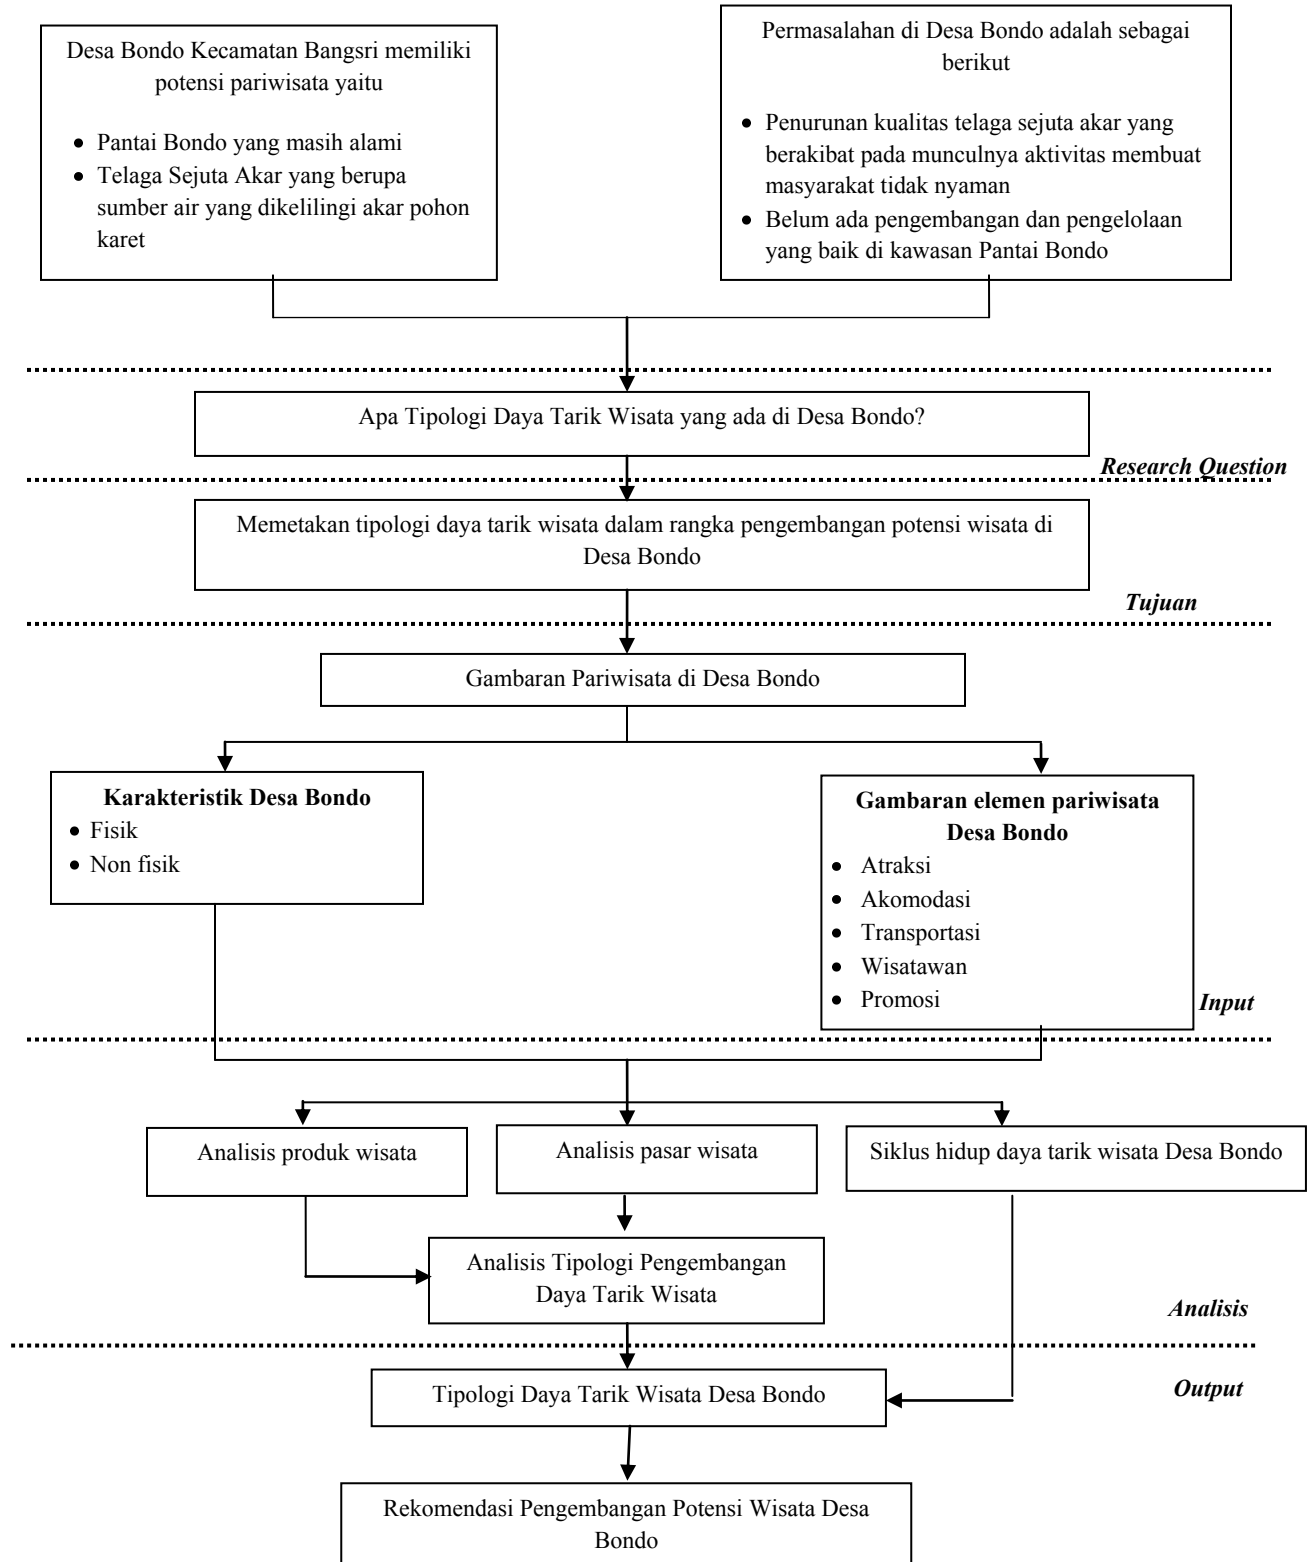 Desa Bondo Kecamatan Bangsri memiliki
potensi pariwisata yaitu
• Pantai Bondo yang masih alami
• Telaga Sejuta Akar yang berupa
sumber air yang dikelilingi akar pohon
karet
Permasalahan di Desa Bondo adalah sebagai
berikut
• Penurunan kualitas telaga sejuta akar yang
berakibat pada munculnya aktivitas membuat
masyarakat tidak nyaman
• Belum ada pengembangan dan pengelolaan
yang baik di kawasan Pantai Bondo
Apa Tipologi Daya Tarik Wisata yang ada di Desa Bondo?
Research Question
Memetakan tipologi daya tarik wisata dalam rangka pengembangan potensi wisata di
Desa Bondo
Tujuan
Gambaran Pariwisata di Desa Bondo
Karakteristik Desa Bondo
• Fisik
• Non fisik
Gambaran elemen pariwisata
Desa Bondo
• Atraksi
• Akomodasi
• Transportasi
• Wisatawan
• Promosi
Input
Analisis produk wisata
Analisis pasar wisata
Siklus hidup daya tarik wisata Desa Bondo
Analisis Tipologi Pengembangan
Daya Tarik Wisata
Analisis
Tipologi Daya Tarik Wisata Desa Bondo
Output
Rekomendasi Pengembangan Potensi Wisata Desa
Bondo